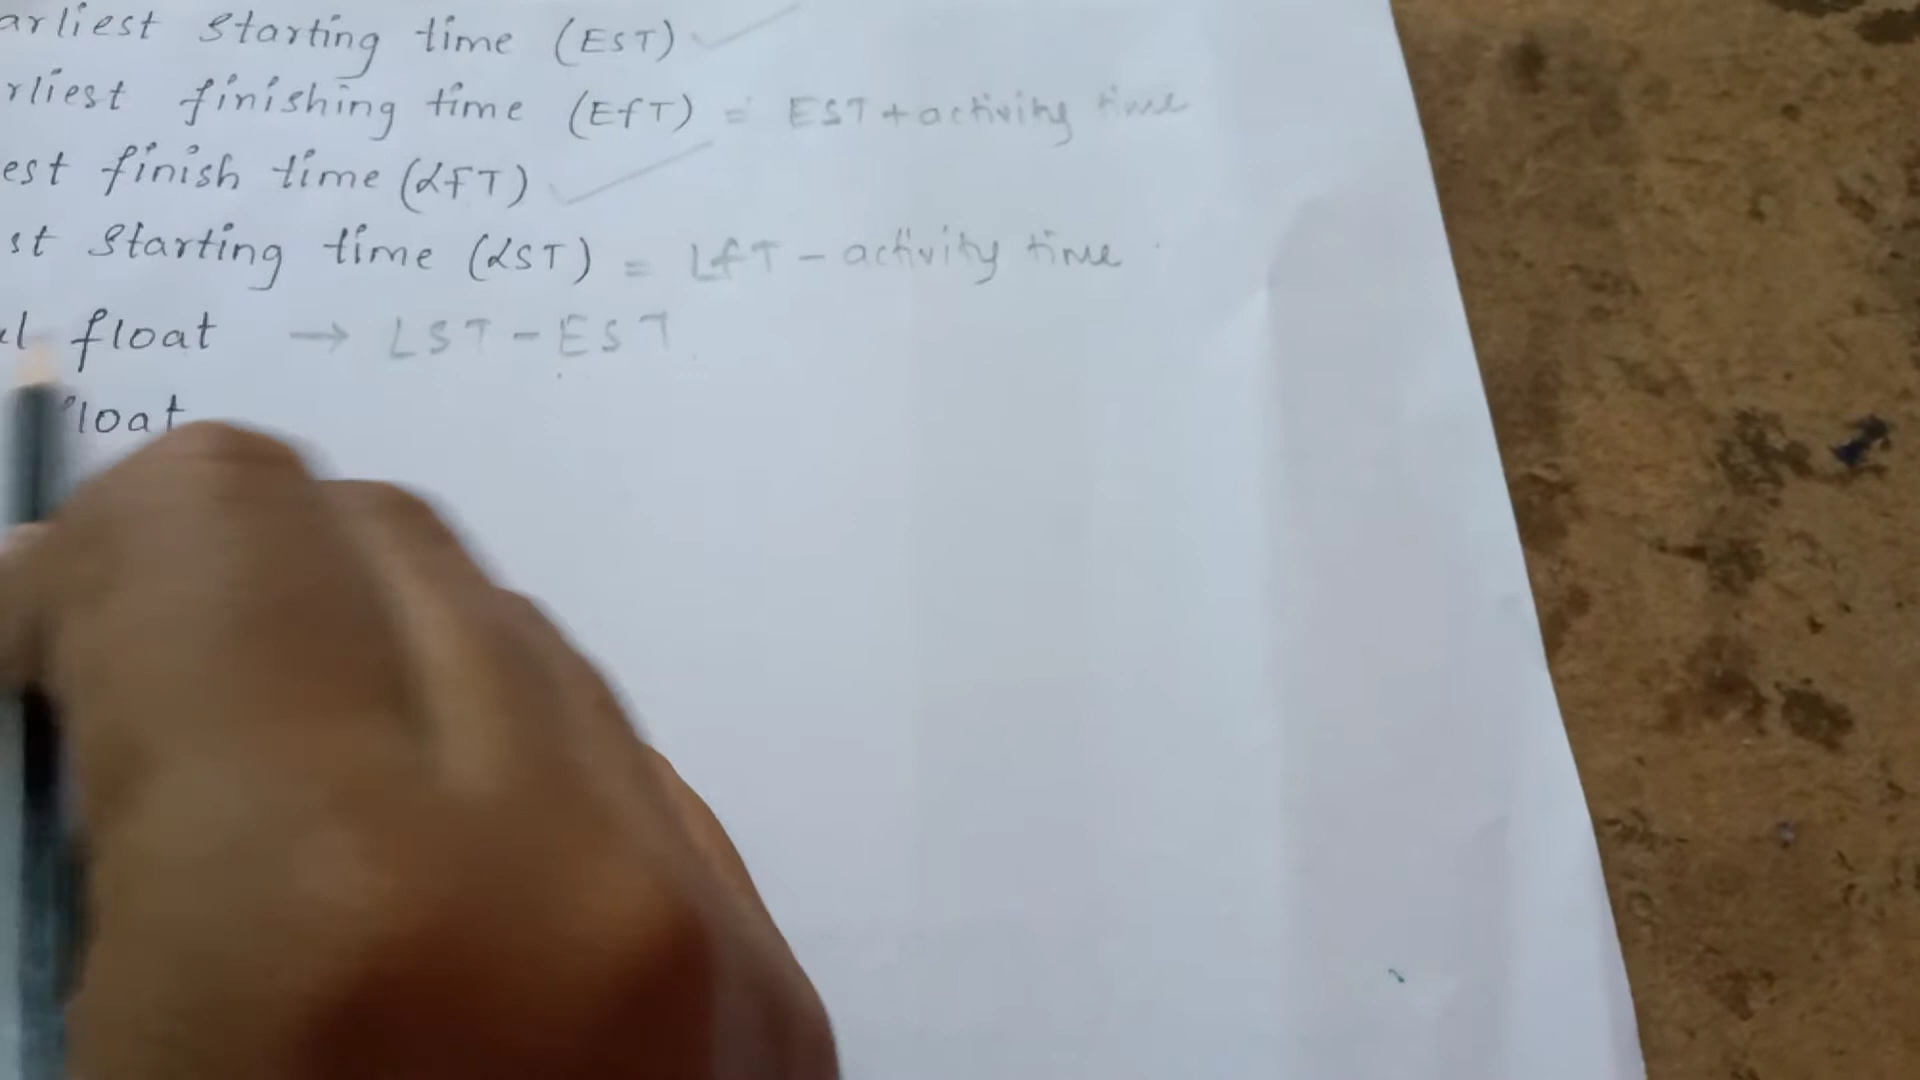 arliest starting time (EST)
rliest finishing time (EfT) = EST + activity time
est finish time (LFT)
st starting time (LST) = LfT - activity time
l float → LST - EST
float